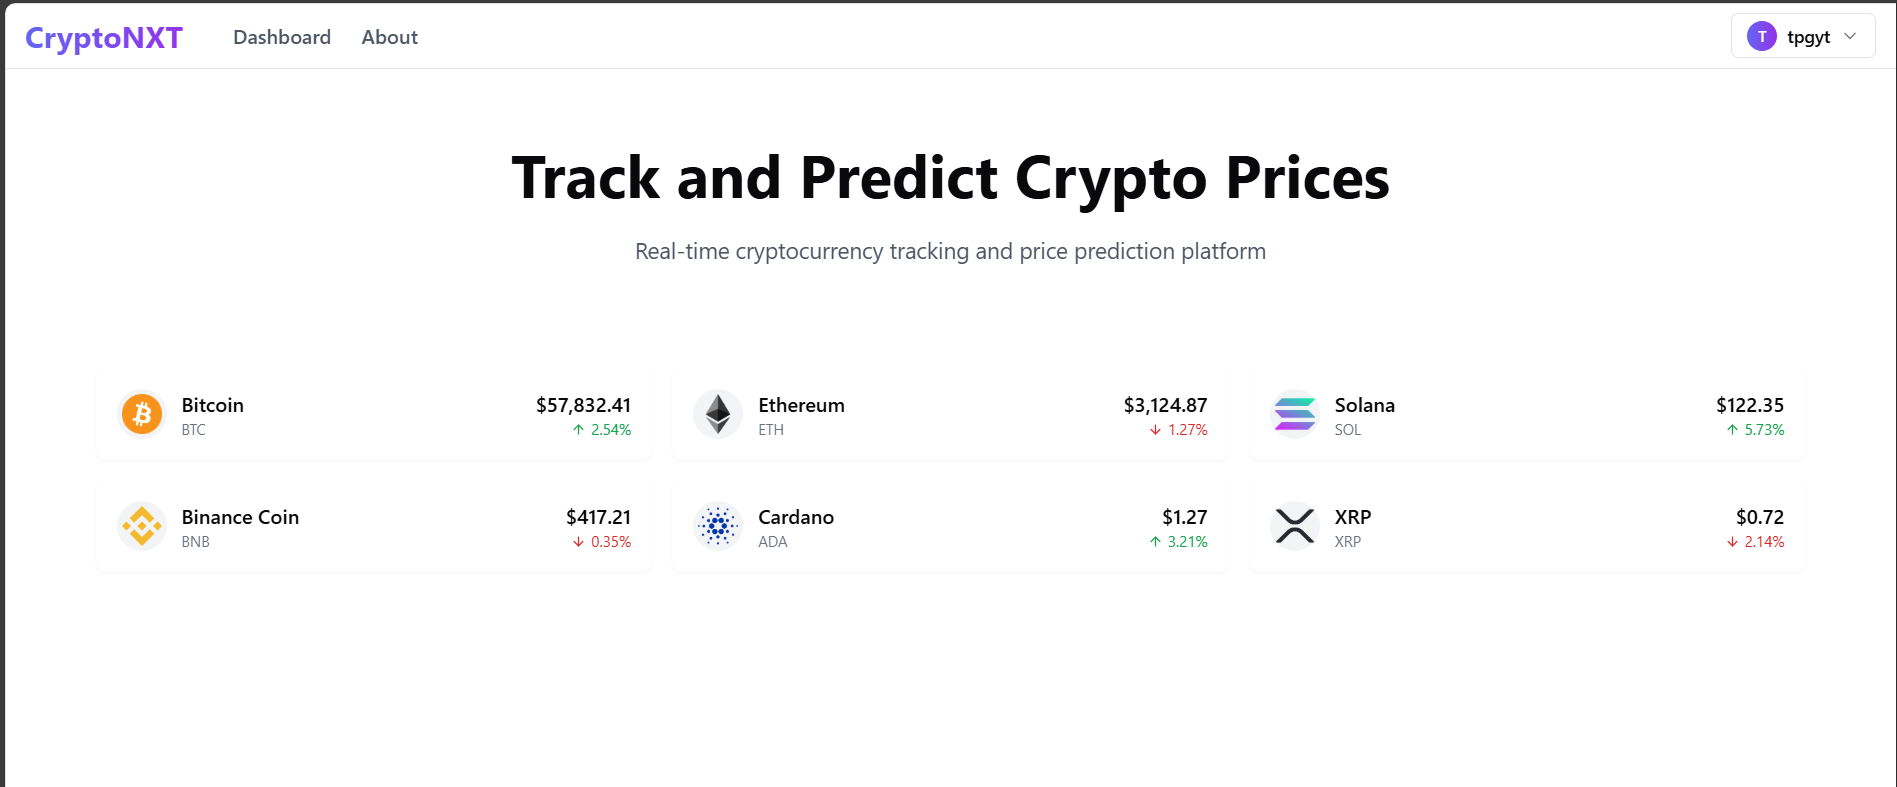 CryptoNXT Dashboard About T tpgyt
Track and Predict Crypto Prices
Real-time cryptocurrency tracking and price prediction platform
Bitcoin $57,832.41
BTC ↑ 2.54%
Ethereum $3,124.87
ETH ↓ 1.27%
Solana $122.35
SOL ↑ 5.73%
Binance Coin $417.21
BNB ↓ 0.35%
Cardano $1.27
ADA ↑ 3.21%
XRP $0.72
XRP ↓ 2.14%